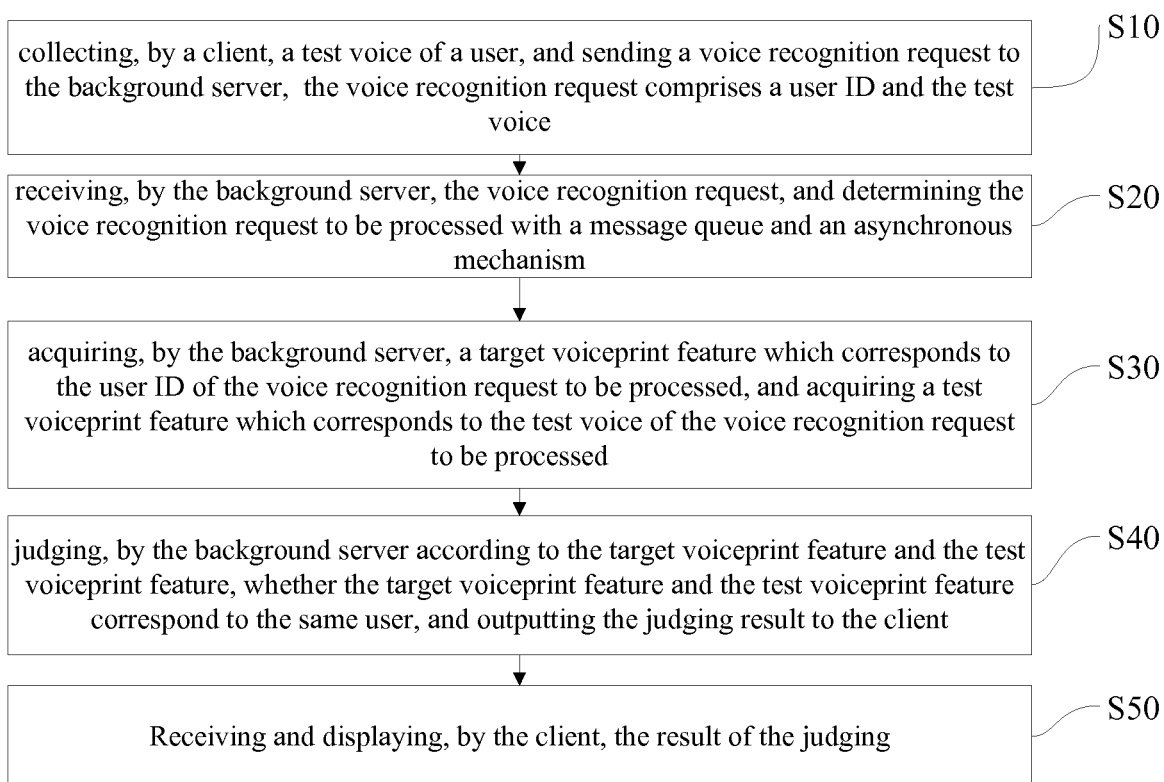 collecting, by a client, a test voice of a user, and sending a voice recognition request to
the background server, the voice recognition request comprises a user ID and the test
voice
S10
receiving, by the background server, the voice recognition request, and determining the
voice recognition request to be processed with a message queue and an asynchronous
mechanism
S20
acquiring, by the background server, a target voiceprint feature which corresponds to
the user ID of the voice recognition request to be processed, and acquiring a test
voiceprint feature which corresponds to the test voice of the voice recognition request
to be processed
S30
judging, by the background server according to the target voiceprint feature and the test
voiceprint feature, whether the target voiceprint feature and the test voiceprint feature
correspond to the same user, and outputting the judging result to the client
S40
Receiving and displaying, by the client, the result of the judging
S50